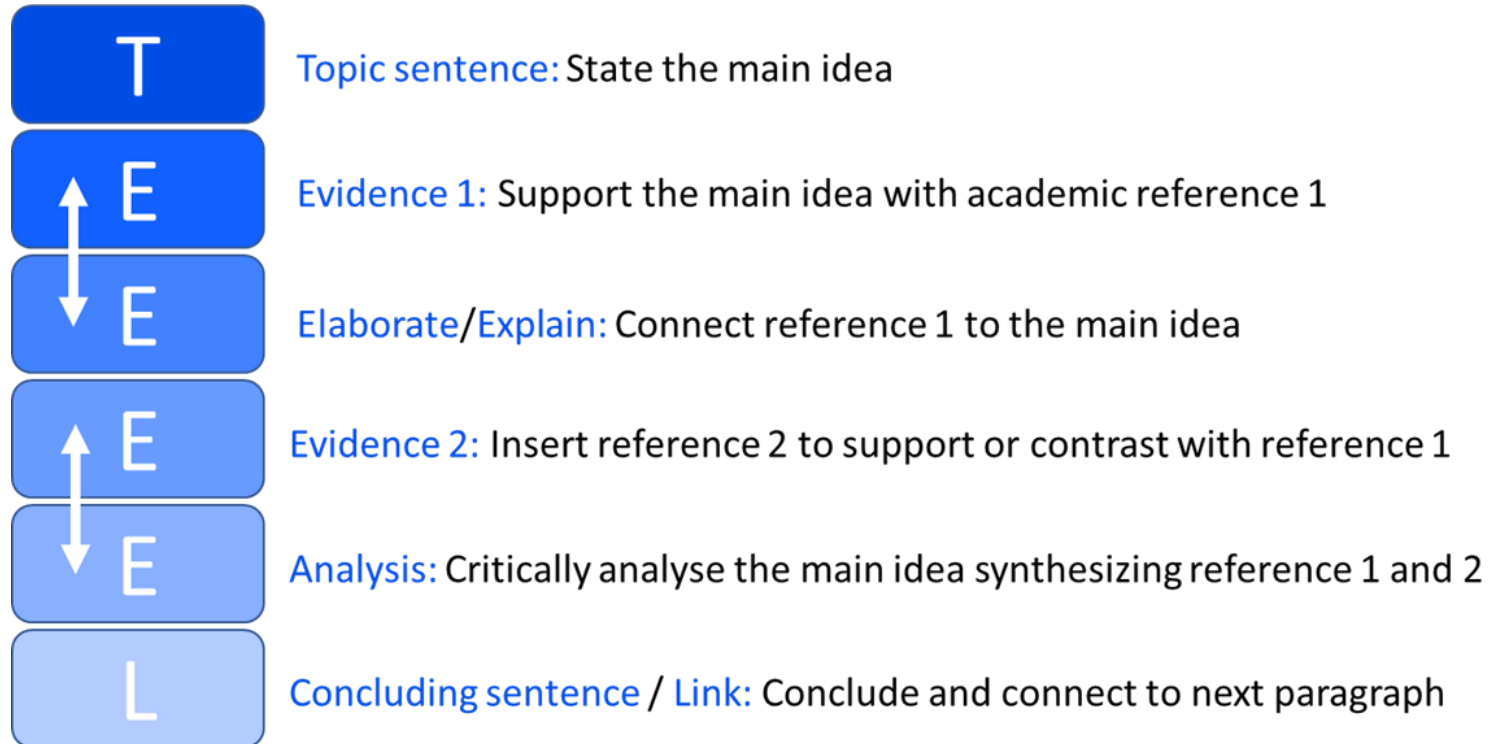 T
Topic sentence: State the main idea
E
Evidence 1: Support the main idea with academic reference 1
E
Elaborate/Explain: Connect reference 1 to the main idea
E
Evidence 2: Insert reference 2 to support or contrast with reference 1
E
Analysis: Critically analyse the main idea synthesizing reference 1 and 2
L
Concluding sentence / Link: Conclude and connect to next paragraph